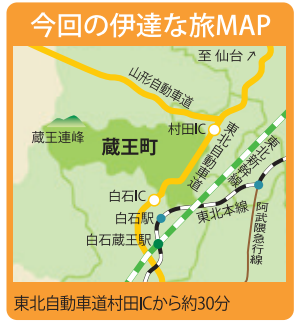 今回の伊達な旅MAP
至 仙台↗
山形自動車道
村田IC
蔵王連峰
蔵王町
東北自動車道
東北新幹線
白石IC
白石駅
東北本線
阿武隈急行線
白石蔵王駅
東北自動車道村田ICから約30分